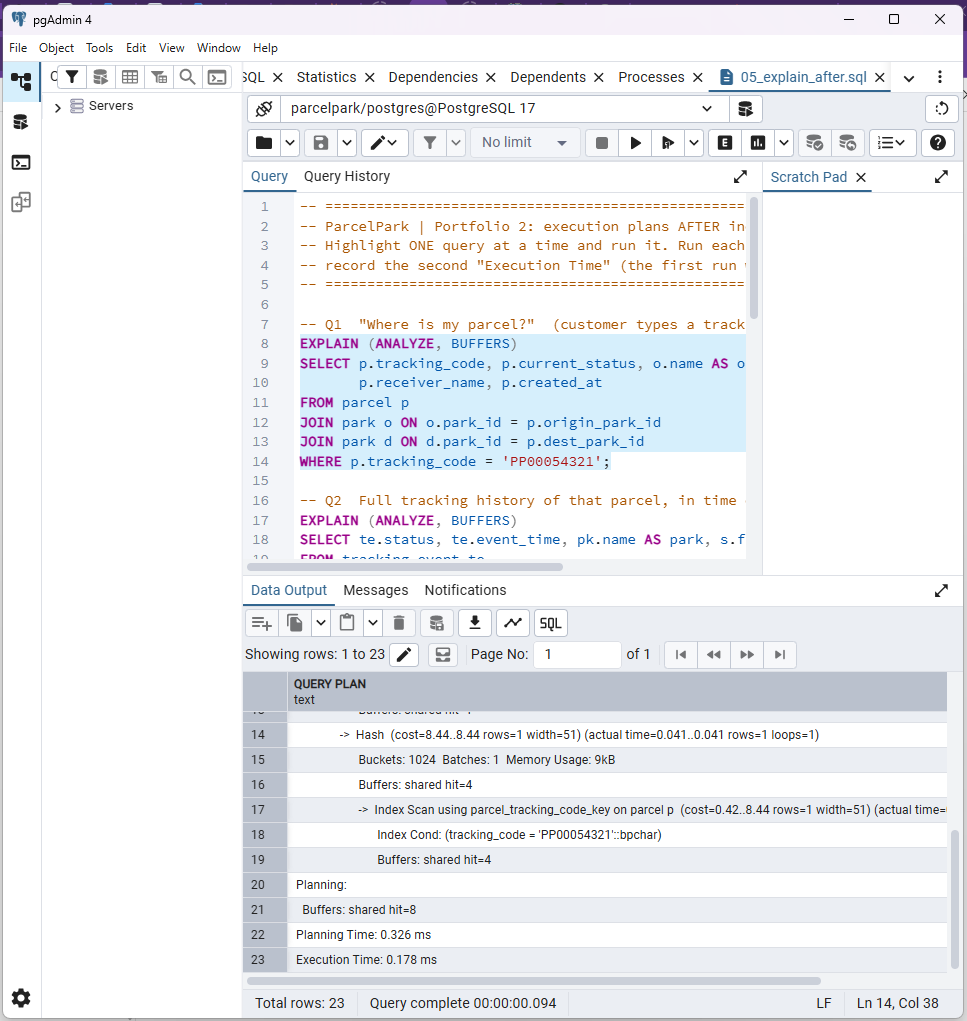 pgAdmin 4
File Object Tools Edit View Window Help
SQL Statistics Dependencies Dependents Processes 05_explain_after.sql
Servers
parcelpark/postgres@PostgreSQL 17
No limit
E
Query Query History
Scratch Pad
1 -- ==================================================
2 -- ParcelPark | Portfolio 2: execution plans AFTER in
3 -- Highlight ONE query at a time and run it. Run each
4 -- record the second "Execution Time" (the first run
5 -- ==================================================
6
7 -- Q1 "Where is my parcel?" (customer types a track
8 EXPLAIN (ANALYZE, BUFFERS)
9 SELECT p.tracking_code, p.current_status, o.name AS o
10 p.receiver_name, p.created_at
11 FROM parcel p
12 JOIN park o ON o.park_id = p.origin_park_id
13 JOIN park d ON d.park_id = p.dest_park_id
14 WHERE p.tracking_code = 'PP00054321';
15
16 -- Q2 Full tracking history of that parcel, in time
17 EXPLAIN (ANALYZE, BUFFERS)
18 SELECT te.status, te.event_time, pk.name AS park, s.f
19 FROM tracking_event te
Data Output Messages Notifications
SQL
Showing rows: 1 to 23 Page No: 1 of 1
QUERY PLAN
text
14 -> Hash (cost=8.44..8.44 rows=1 width=51) (actual time=0.041..0.041 rows=1 loops=1)
15 Buckets: 1024 Batches: 1 Memory Usage: 9kB
16 Buffers: shared hit=4
17 -> Index Scan using parcel_tracking_code_key on parcel p (cost=0.42..8.44 rows=1 width=51) (actual time=
18 Index Cond: (tracking_code = 'PP00054321'::bpchar)
19 Buffers: shared hit=4
20 Planning:
21 Buffers: shared hit=8
22 Planning Time: 0.326 ms
23 Execution Time: 0.178 ms
Total rows: 23 Query complete 00:00:00.094 LF Ln 14, Col 38